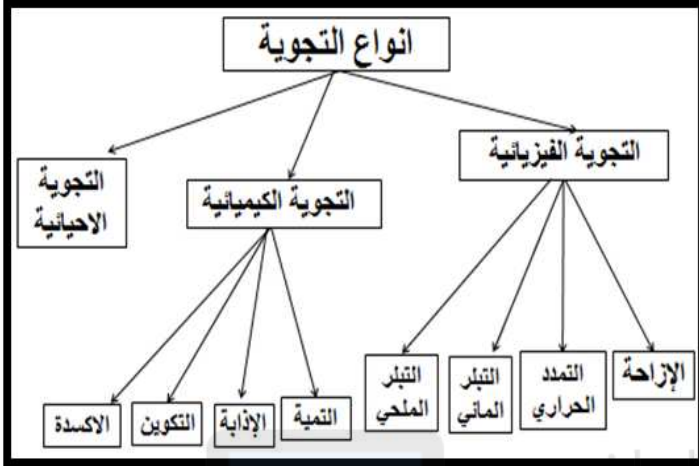 انواع التجوية
التجوية الفيزيائية
التجوية الكيميائية
التجوية
الاحيائية
الإزاحة
التمدد
الحراري
التبلر
المائي
التبلر
الملحي
التمية
الإذابة
التكوين
الاكسدة